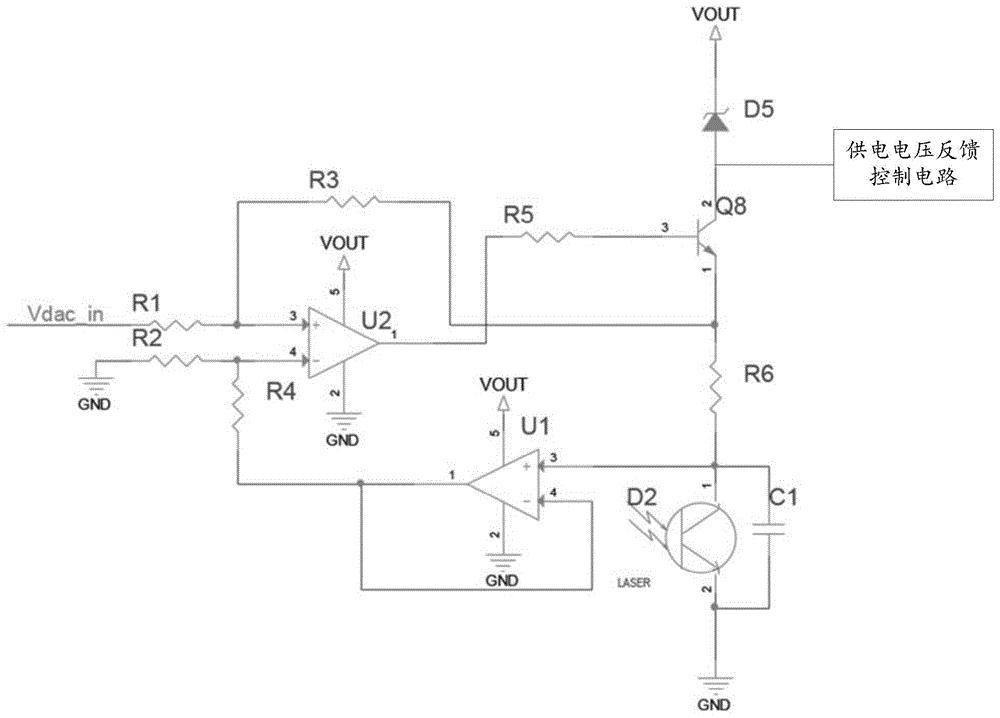 VOUT
D5
供电电压反馈
控制电路
R3
2
Q8
R5
3
VOUT
1
5
Vdac_in
R1
3
+
U2
1
R2
4
-
R6
GND
R4
2
VOUT
GND
5
U1
3
+
1
4
-
1
D2
C1
2
GND
LASER
2
GND